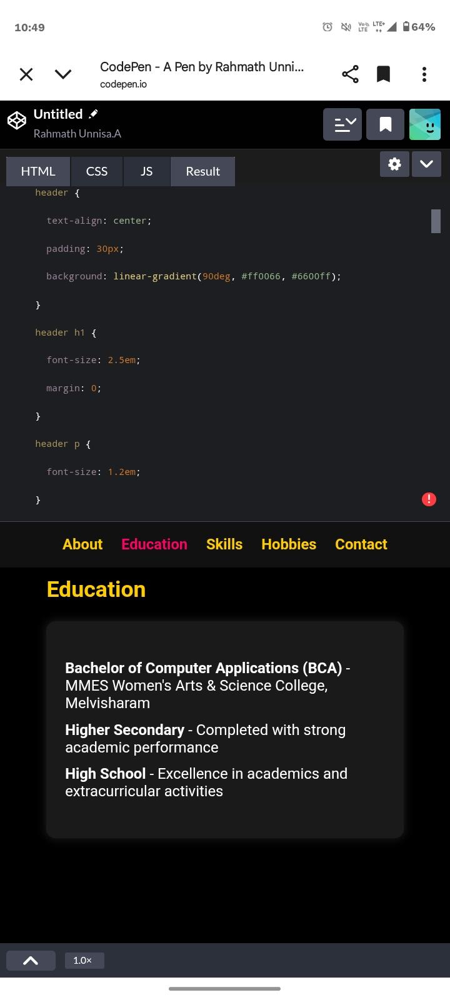 10:49
Vo LTE LTE+ 64%
CodePen - A Pen by Rahmath Unni...
codepen.io
Untitled
Rahmath Unnisa.A
HTML CSS JS Result
header {
text-align: center;
padding: 30px;
background: linear-gradient(90deg, #ff0066, #6600ff);
}
header h1 {
font-size: 2.5em;
margin: 0;
}
header p {
font-size: 1.2em;
}
About Education Skills Hobbies Contact
Education
Bachelor of Computer Applications (BCA) -
MMES Women's Arts & Science College,
Melvisharam
Higher Secondary - Completed with strong
academic performance
High School - Excellence in academics and
extracurricular activities
1.0×